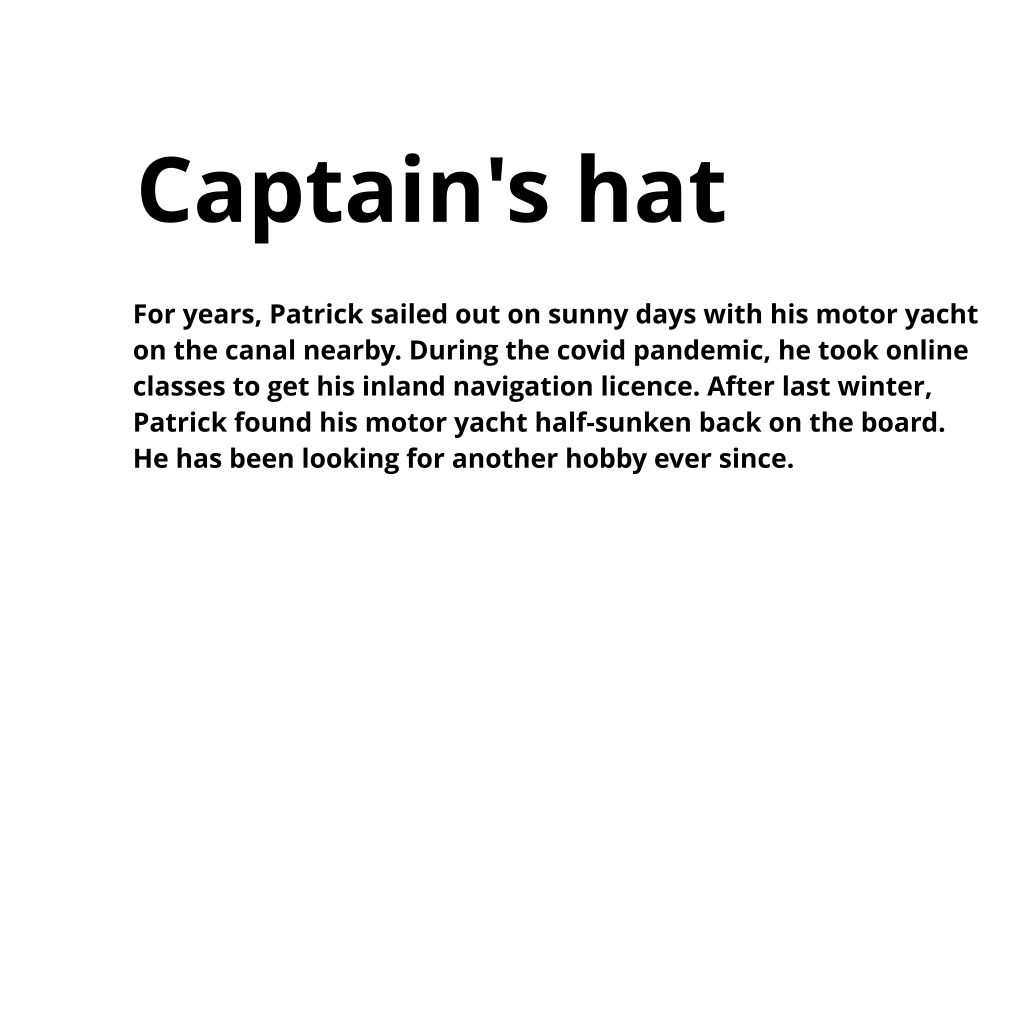 Captain's hat
For years, Patrick sailed out on sunny days with his motor yacht
on the canal nearby. During the covid pandemic, he took online
classes to get his inland navigation licence. After last winter,
Patrick found his motor yacht half-sunken back on the board.
He has been looking for another hobby ever since.